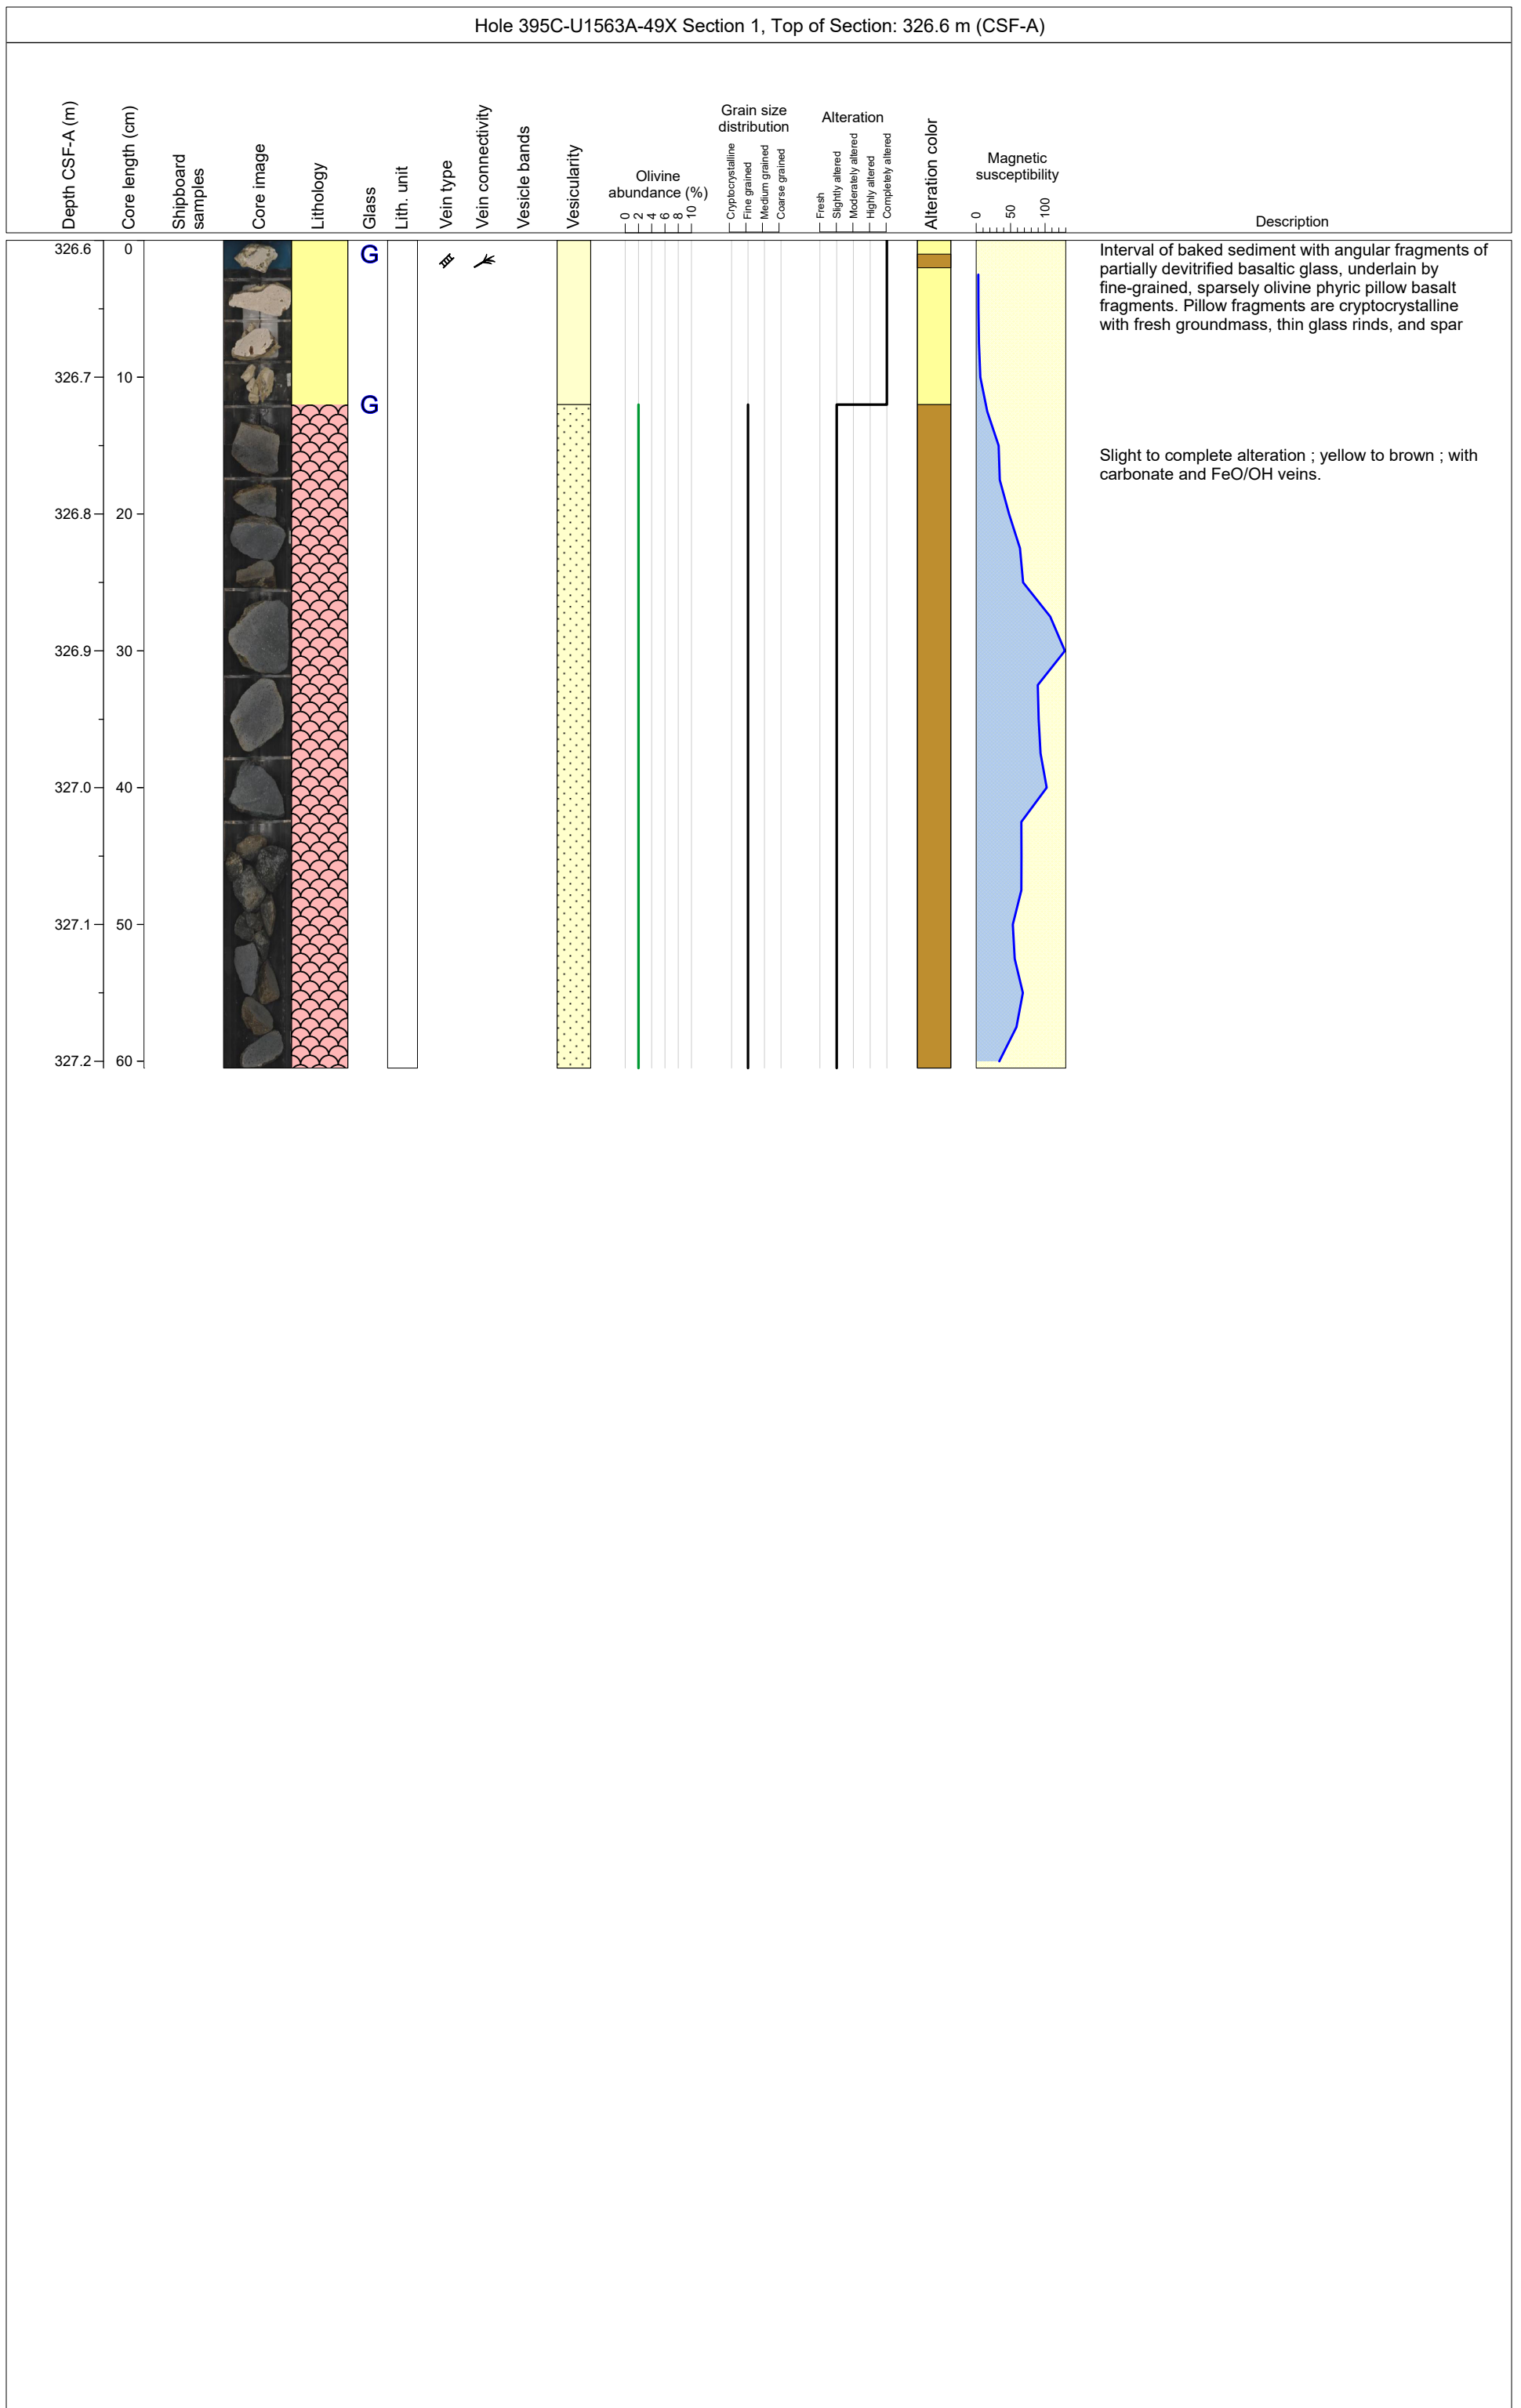 Hole 395C-U1563A-49X Section 1, Top of Section: 326.6 m (CSF-A)
Depth CSF-A (m)
Core length (cm)
Shipboard
samples
Core image
Lithology
Glass
Lith. unit
Vein type
Vein connectivity
Vesicle bands
Vesicularity
Olivine
abundance (%)
0
2
4
6
8
10
Grain size
distribution
Cryptocrystalline
Fine grained
Medium grained
Coarse grained
Alteration
Fresh
Slightly altered
Moderately altered
Highly altered
Completely altered
Alteration color
Magnetic
susceptibility
0
50
100
Description
326.6
0
G
Interval of baked sediment with angular fragments of
partially devitrified basaltic glass, underlain by
fine-grained, sparsely olivine phyric pillow basalt
fragments. Pillow fragments are cryptocrystalline
with fresh groundmass, thin glass rinds, and spar
326.7
10
G
Slight to complete alteration ; yellow to brown ; with
carbonate and FeO/OH veins.
326.8
20
326.9
30
327.0
40
327.1
50
327.2
60